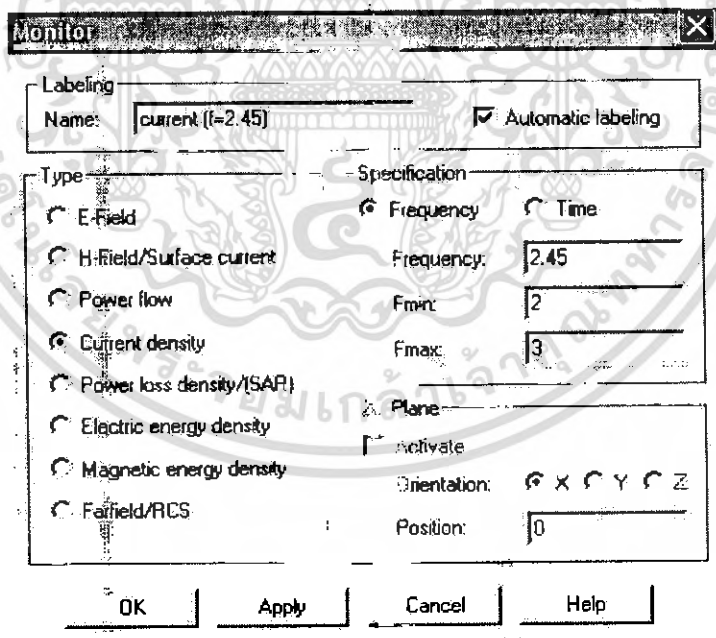 Monitor
Labeling
Name: current (f=2.45) Automatic labeling
Type
E-Field
H-Field/Surface current
Power flow
Current density
Power loss density/(SAR)
Electric energy density
Magnetic energy density
Farfield/RCS
Specification
Frequency Time
Frequency: 2.45
Fmin: 2
Fmax: 3
2D Plane
Activate
Orientation: X Y Z
Position: 0
OK Apply Cancel Help